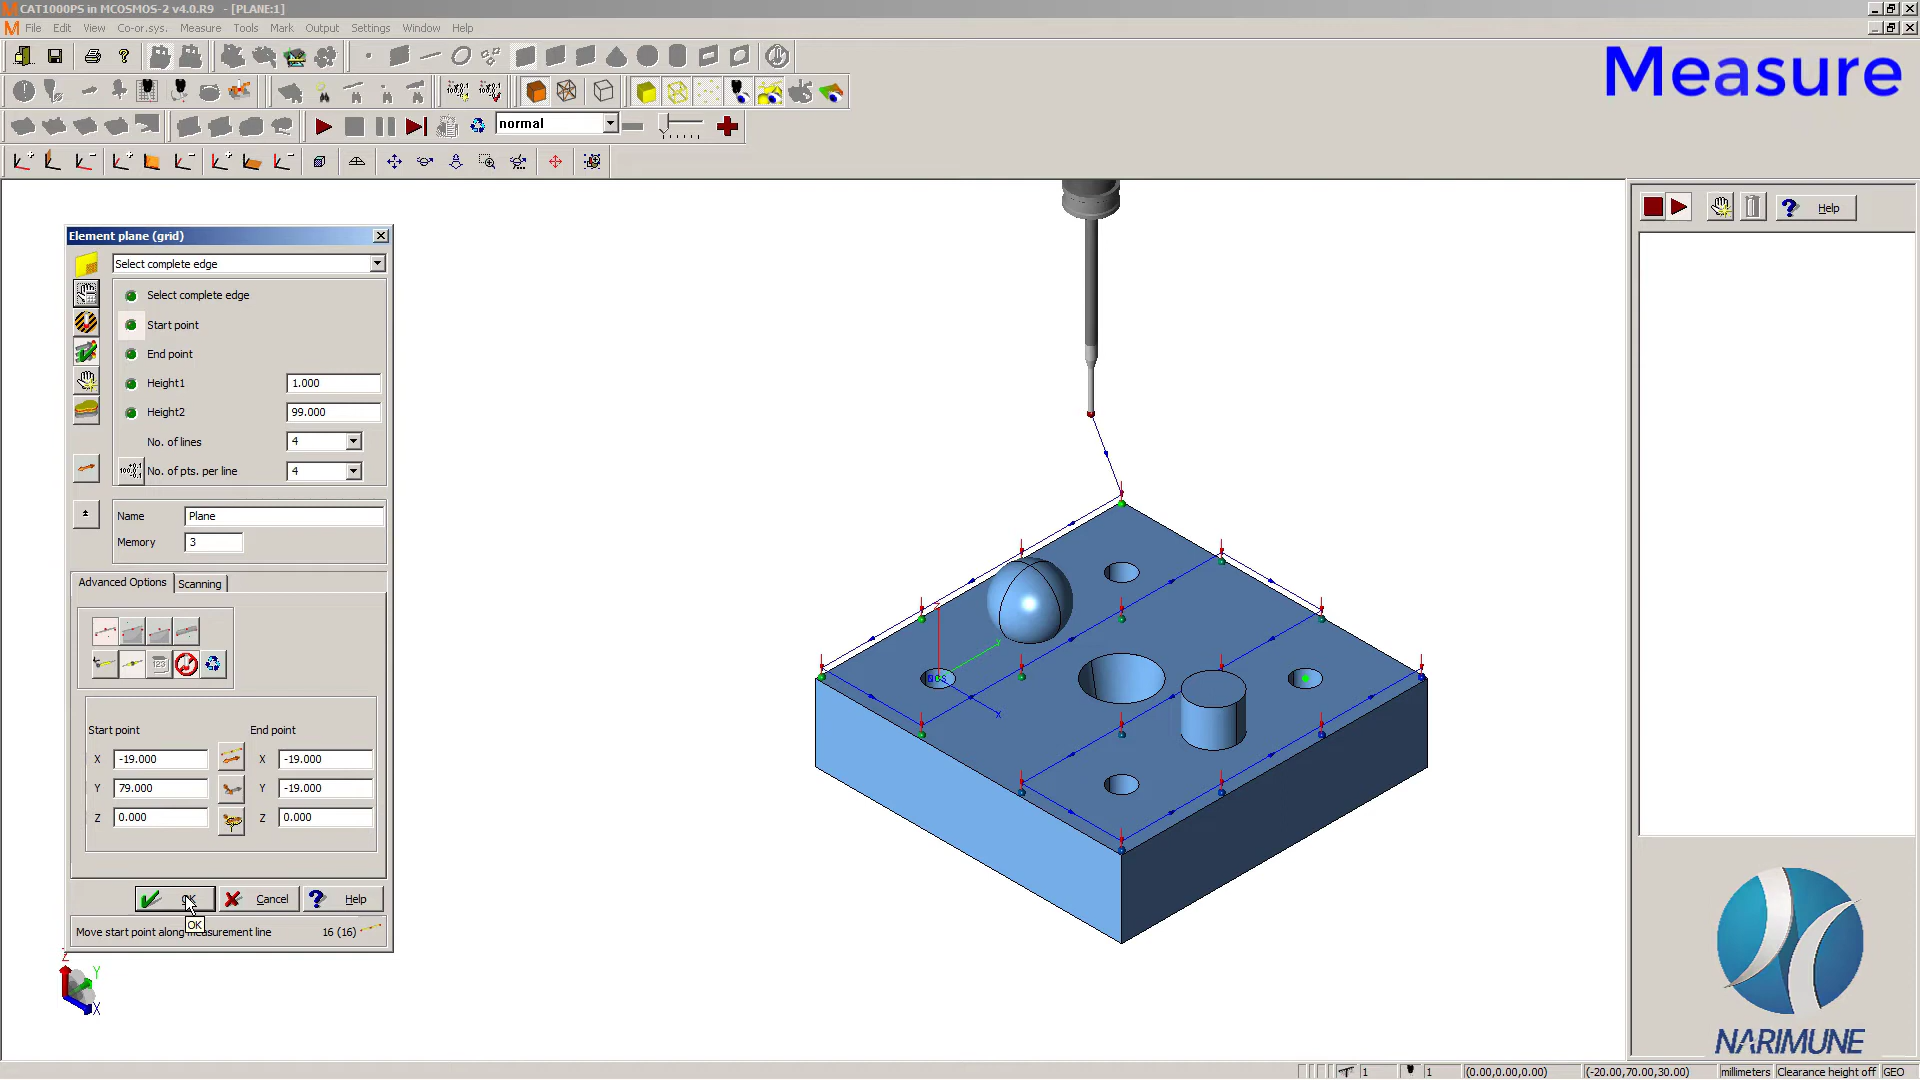 CAT1000PS in MCOSMOS-2 v4.0.R9 - [PLANE:1]
File Edit View Co-or.sys. Measure Tools Mark Output Settings Window Help
Measure
normal
Help
Element plane (grid)
Select complete edge
Select complete edge
Start point
End point
Height1 1.000
Height2 99.000
No. of lines 4
No. of pts. per line 4
Name Plane
Memory 3
Advanced Options Scanning
123
Start point End point
X -19.000 X -19.000
Y 79.000 Y -19.000
Z 0.000 Z 0.000
OK Cancel Help
OK
Move start point along measurement line 16 (16)
Z
Y
X
Z
Y
X
NARIMUNE
1 1 (0.00,0.00,0.00) (-20.00,70.00,30.00) millimeters Clearance height off GEO